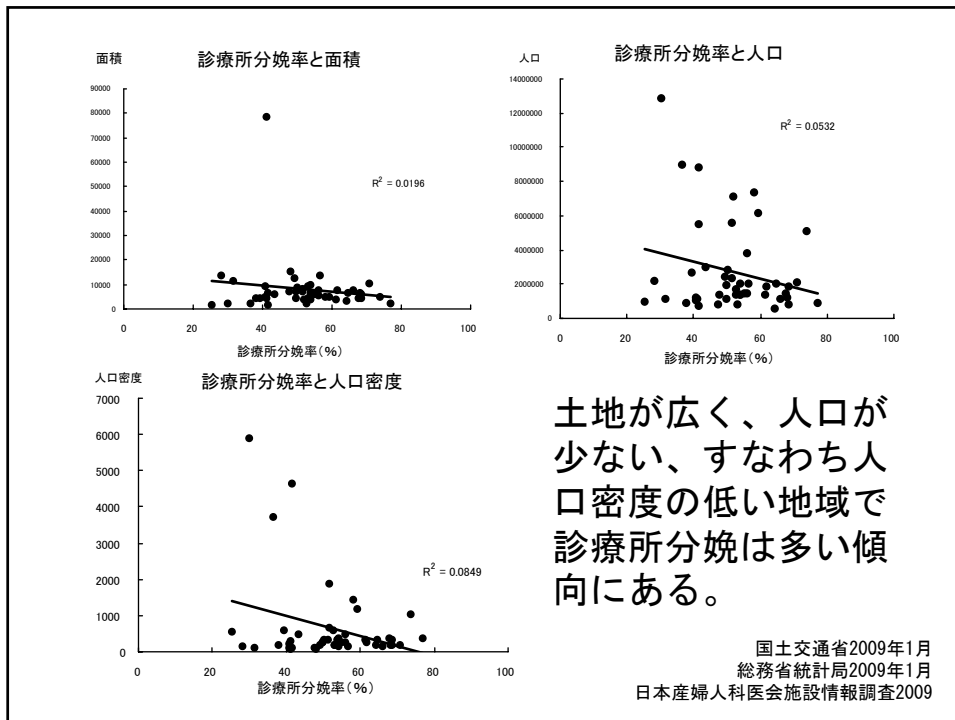 面積
診療所分娩率と面積
90000
80000
70000
60000
50000
40000
30000
20000
10000
0
R² = 0.0196
0 20 40 60 80 100
診療所分娩率(%)
人口
診療所分娩率と人口
14000000
12000000
10000000
8000000
6000000
4000000
2000000
0
R² = 0.0532
0 20 40 60 80 100
診療所分娩率(%)
人口密度
診療所分娩率と人口密度
7000
6000
5000
4000
3000
2000
1000
0
R² = 0.0849
0 20 40 60 80 100
診療所分娩率(%)
土地が広く、人口が
少ない、すなわち人
口密度の低い地域で
診療所分娩は多い傾
向にある。
国土交通省2009年1月
総務省統計局2009年1月
日本産婦人科医会施設情報調査2009